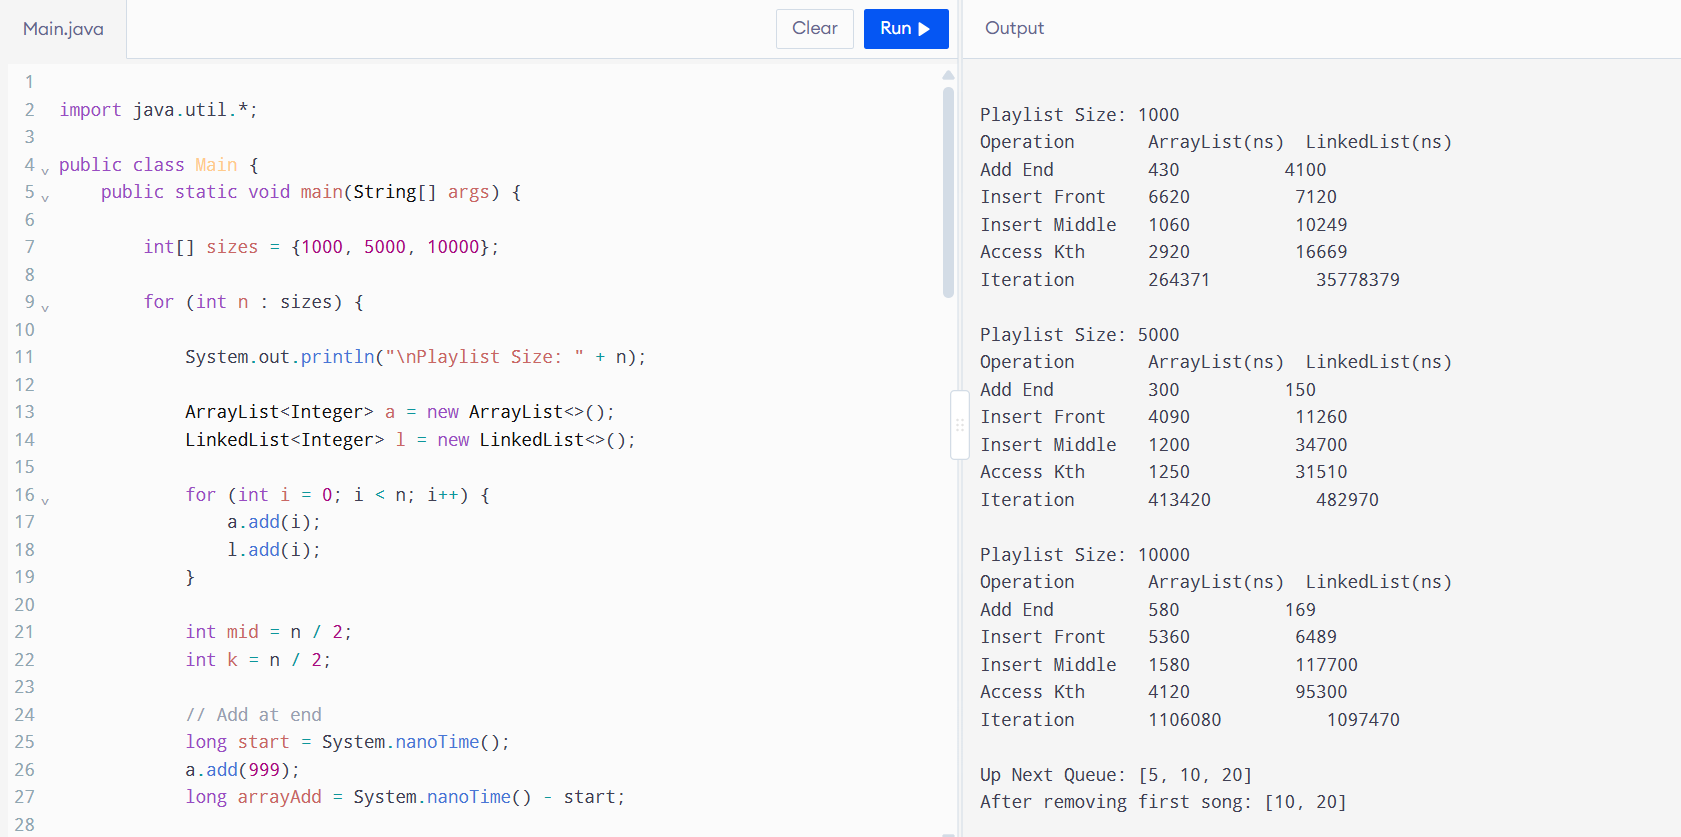 Main.java
Clear
Run
Output
1
2 import java.util.*;
3
4 public class Main {
5 public static void main(String[] args) {
6
7 int[] sizes = {1000, 5000, 10000};
8
9 for (int n : sizes) {
10
11 System.out.println("\nPlaylist Size: " + n);
12
13 ArrayList<Integer> a = new ArrayList<>();
14 LinkedList<Integer> l = new LinkedList<>();
15
16 for (int i = 0; i < n; i++) {
17 a.add(i);
18 l.add(i);
19 }
20
21 int mid = n / 2;
22 int k = n / 2;
23
24 // Add at end
25 long start = System.nanoTime();
26 a.add(999);
27 long arrayAdd = System.nanoTime() - start;
28
Playlist Size: 1000
Operation ArrayList(ns) LinkedList(ns)
Add End 430 4100
Insert Front 6620 7120
Insert Middle 1060 10249
Access Kth 2920 16669
Iteration 264371 35778379
Playlist Size: 5000
Operation ArrayList(ns) LinkedList(ns)
Add End 300 150
Insert Front 4090 11260
Insert Middle 1200 34700
Access Kth 1250 31510
Iteration 413420 482970
Playlist Size: 10000
Operation ArrayList(ns) LinkedList(ns)
Add End 580 169
Insert Front 5360 6489
Insert Middle 1580 117700
Access Kth 4120 95300
Iteration 1106080 1097470
Up Next Queue: [5, 10, 20]
After removing first song: [10, 20]